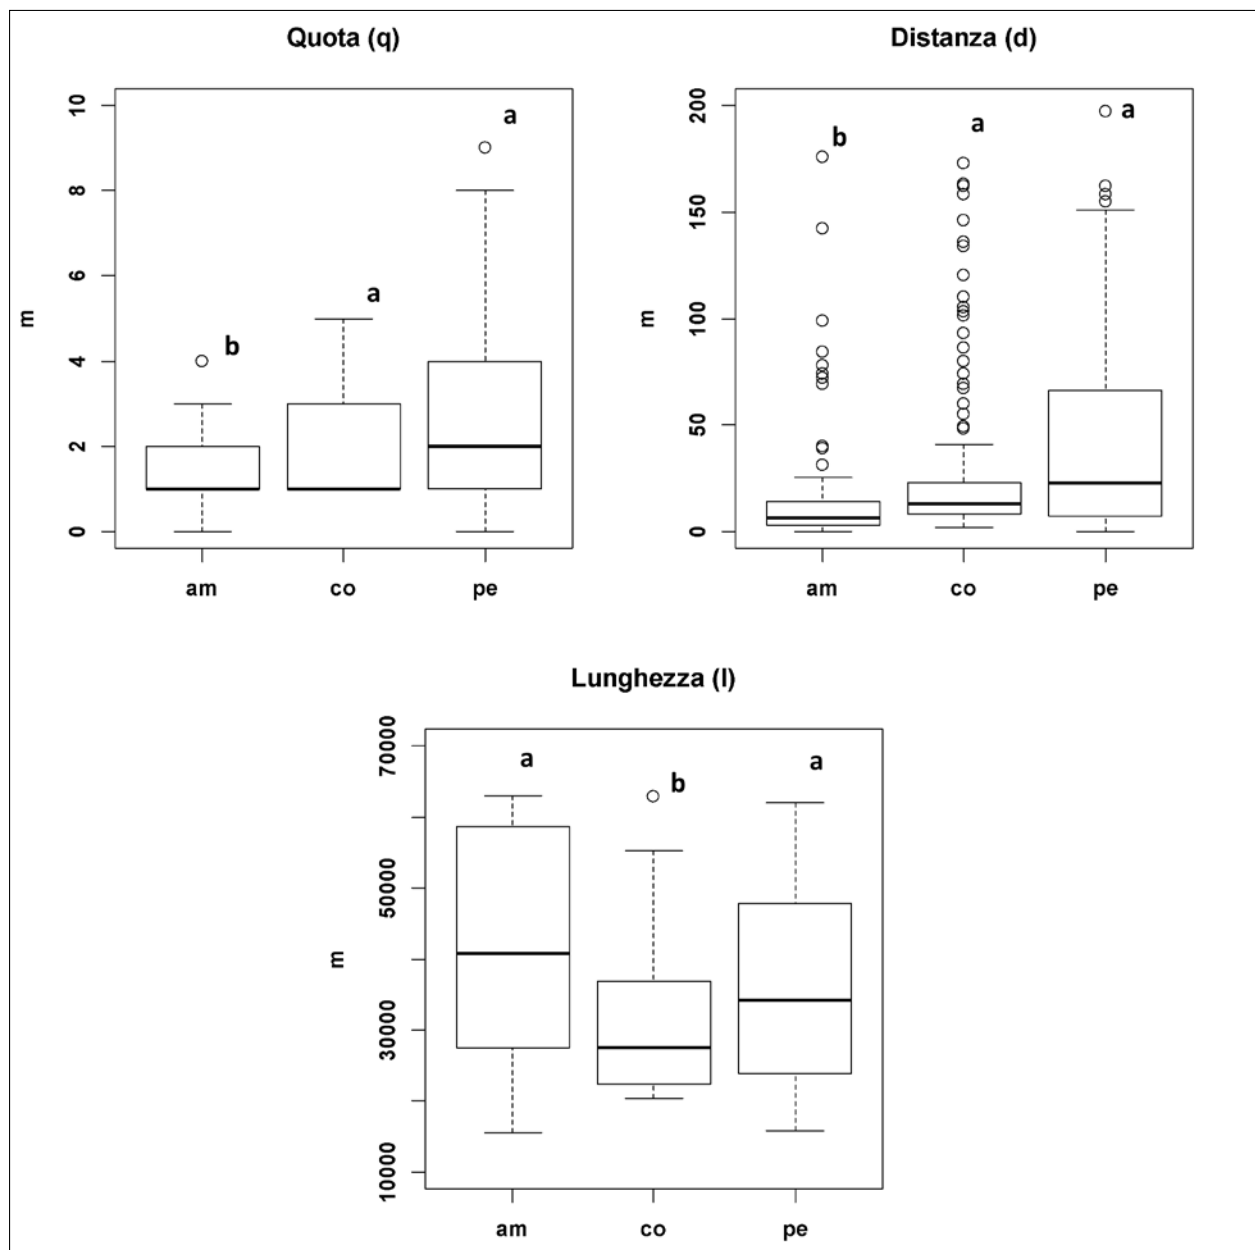 Quota (q)
10
8
6
4
2
0
m
b
a
a
am co pe
Distanza (d)
200
150
100
50
0
m
b
a
a
am co pe
Lunghezza (l)
70000
50000
30000
10000
m
a
b
a
am co pe